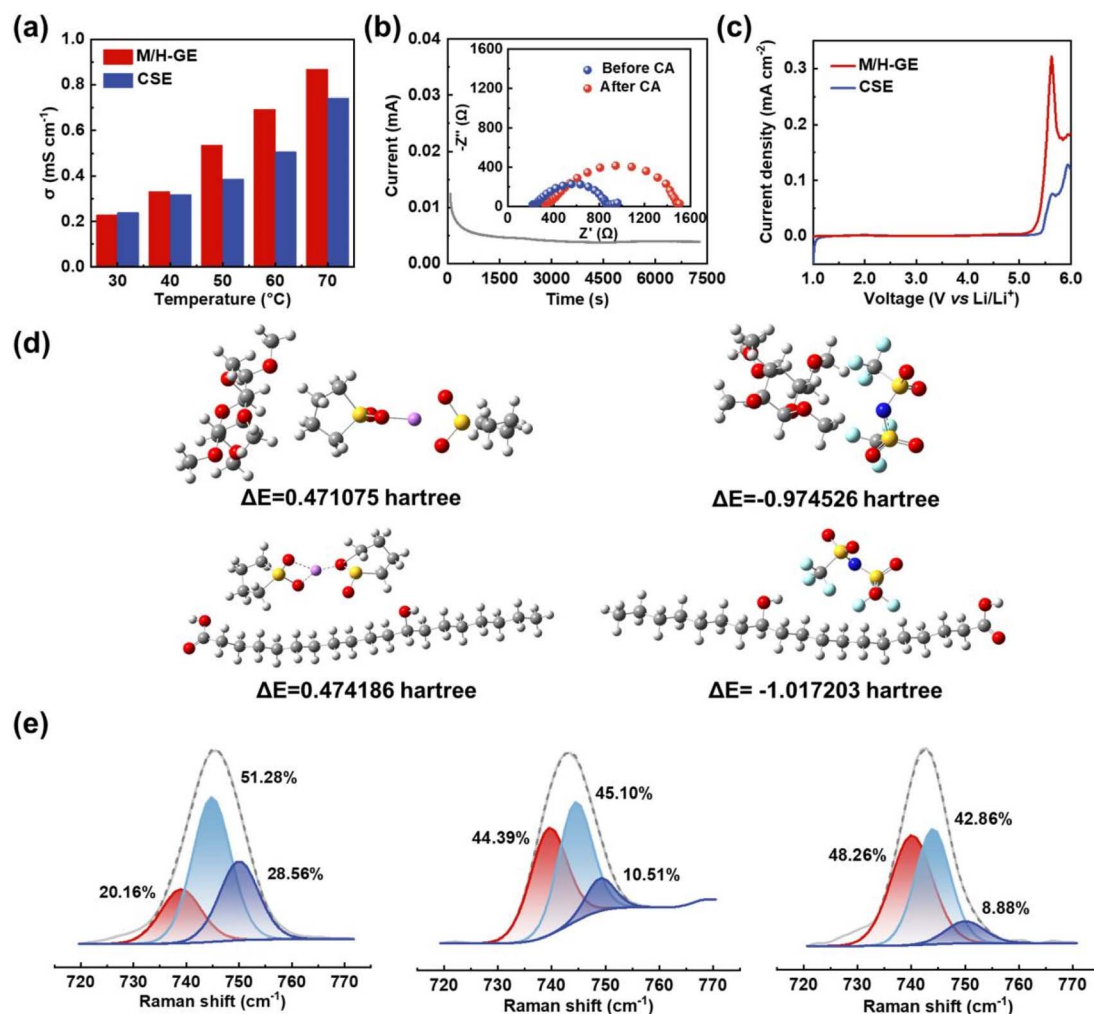 (a)
1.0
0.8
0.6
0.4
0.2
0.0
σ (mS cm⁻¹)
M/H-GE
CSE
30 40 50 60 70
Temperature (°C)
(b)
0.04
0.03
0.02
0.01
0.00
Current (mA)
1600
1200
800
400
0
-Z'' (Ω)
Before CA
After CA
0 400 800 1200 1600
Z' (Ω)
0 1500 3000 4500 6000 7500
Time (s)
(c)
0.3
0.2
0.1
0.0
Current density (mA cm⁻²)
M/H-GE
CSE
1.0 2.0 3.0 4.0 5.0 6.0
Voltage (V vs Li/Li⁺)
(d)
ΔE=0.471075 hartree
ΔE=-0.974526 hartree
ΔE=0.474186 hartree
ΔE= -1.017203 hartree
(e)
51.28%
20.16%
28.56%
720 730 740 750 760 770
Raman shift (cm⁻¹)
45.10%
44.39%
10.51%
720 730 740 750 760 770
Raman shift (cm⁻¹)
42.86%
48.26%
8.88%
720 730 740 750 760 770
Raman shift (cm⁻¹)